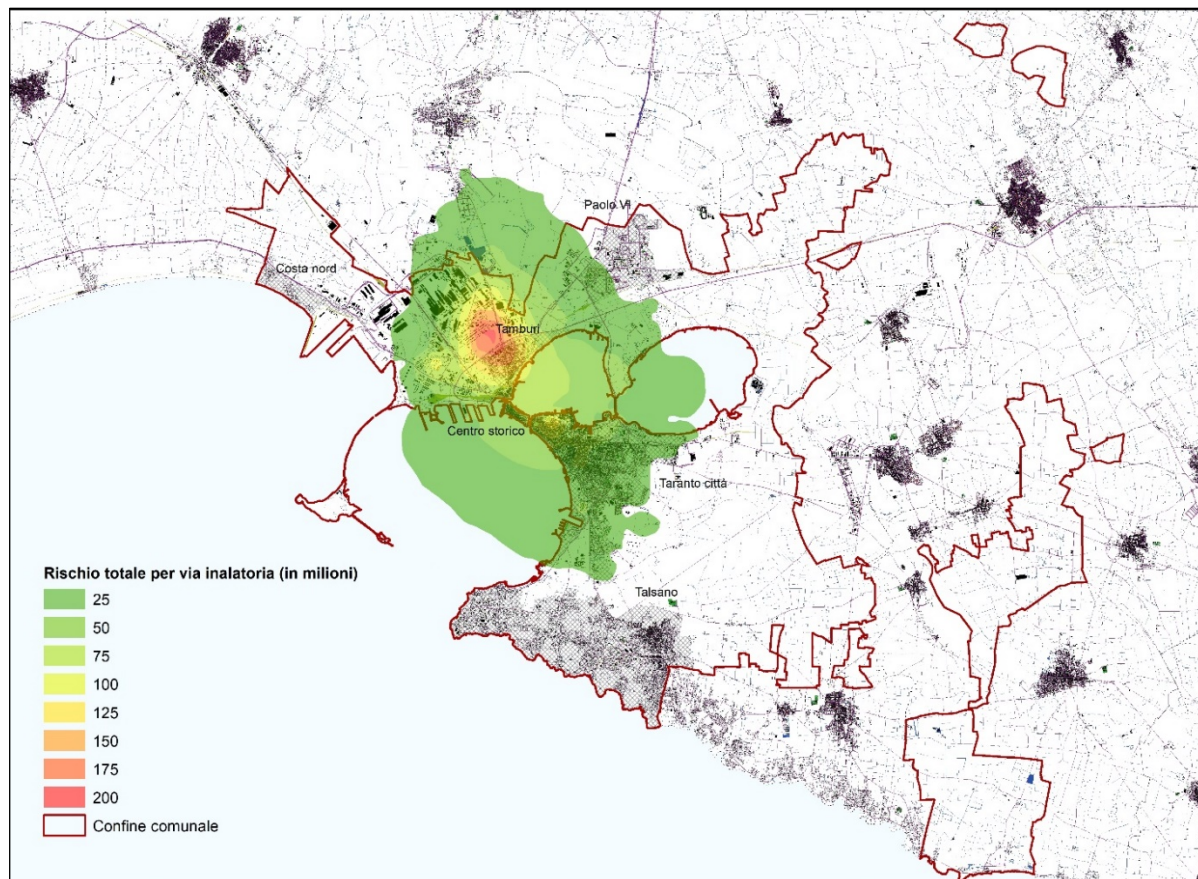 Paolo VI
Costa nord
Tamburi
Centro storico
Taranto città
Talsano
Rischio totale per via inalatoria (in milioni)
25
50
75
100
125
150
175
200
Confine comunale